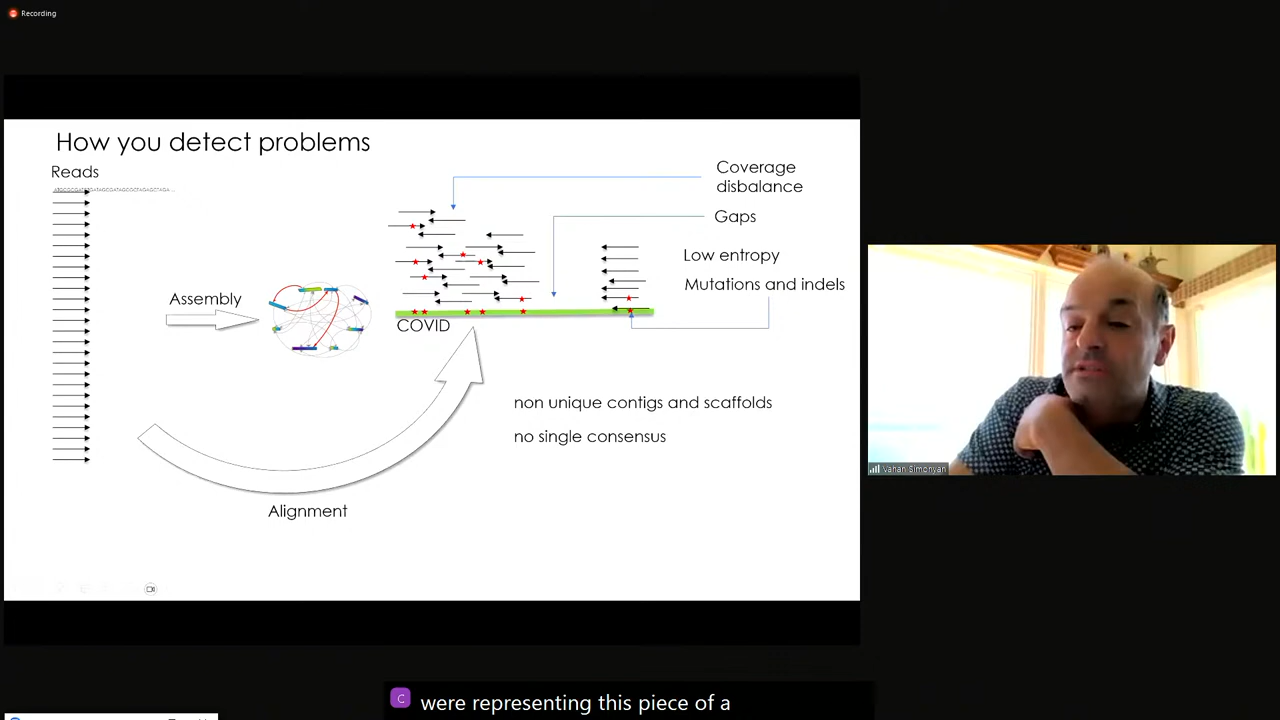 Recording
How you detect problems
Reads
Coverage
disbalance
Gaps
Low entropy
Mutations and indels
Assembly
COVID
non unique contigs and scaffolds
no single consensus
Alignment
Vahan Simonyan
C
were representing this piece of a